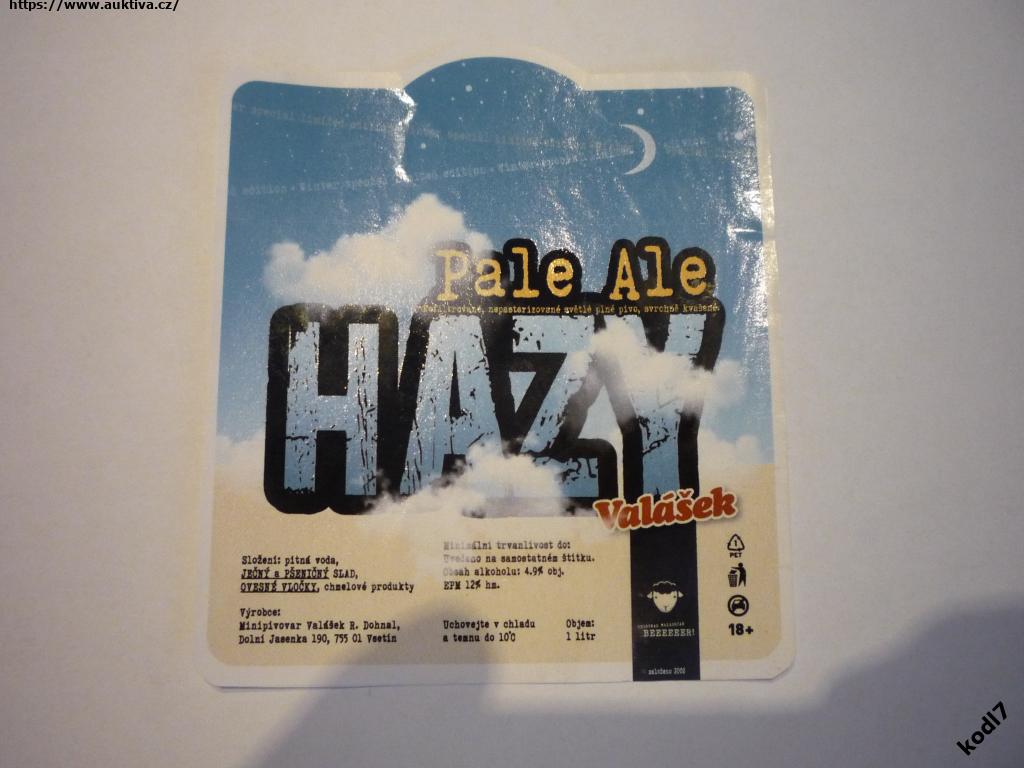 https://www.auktiva.cz/
Pale Ale
Nefiltrované, nepasterizované světlé plné pivo, svrchně kvašené.
HAZY
Valášek
Složení: pitná voda,
JEČNÝ a PŠENIČNÝ SLAD,
OVESNÉ VLOČKY, chmelové produkty
Výrobce:
Minipivovar Valášek R. Dohnal,
Dolní Jasenka 190, 755 01 Vsetín
Minimální trvanlivost do:
Uvedeno na samostatném štítku.
Obsah alkoholu: 4.9% obj.
EPM 12% hm.
Uchovejte v chladu
a temnu do 10°C
Objem:
1 litr
BEEEEEER!
založeno
1
PET
18+
kodl7